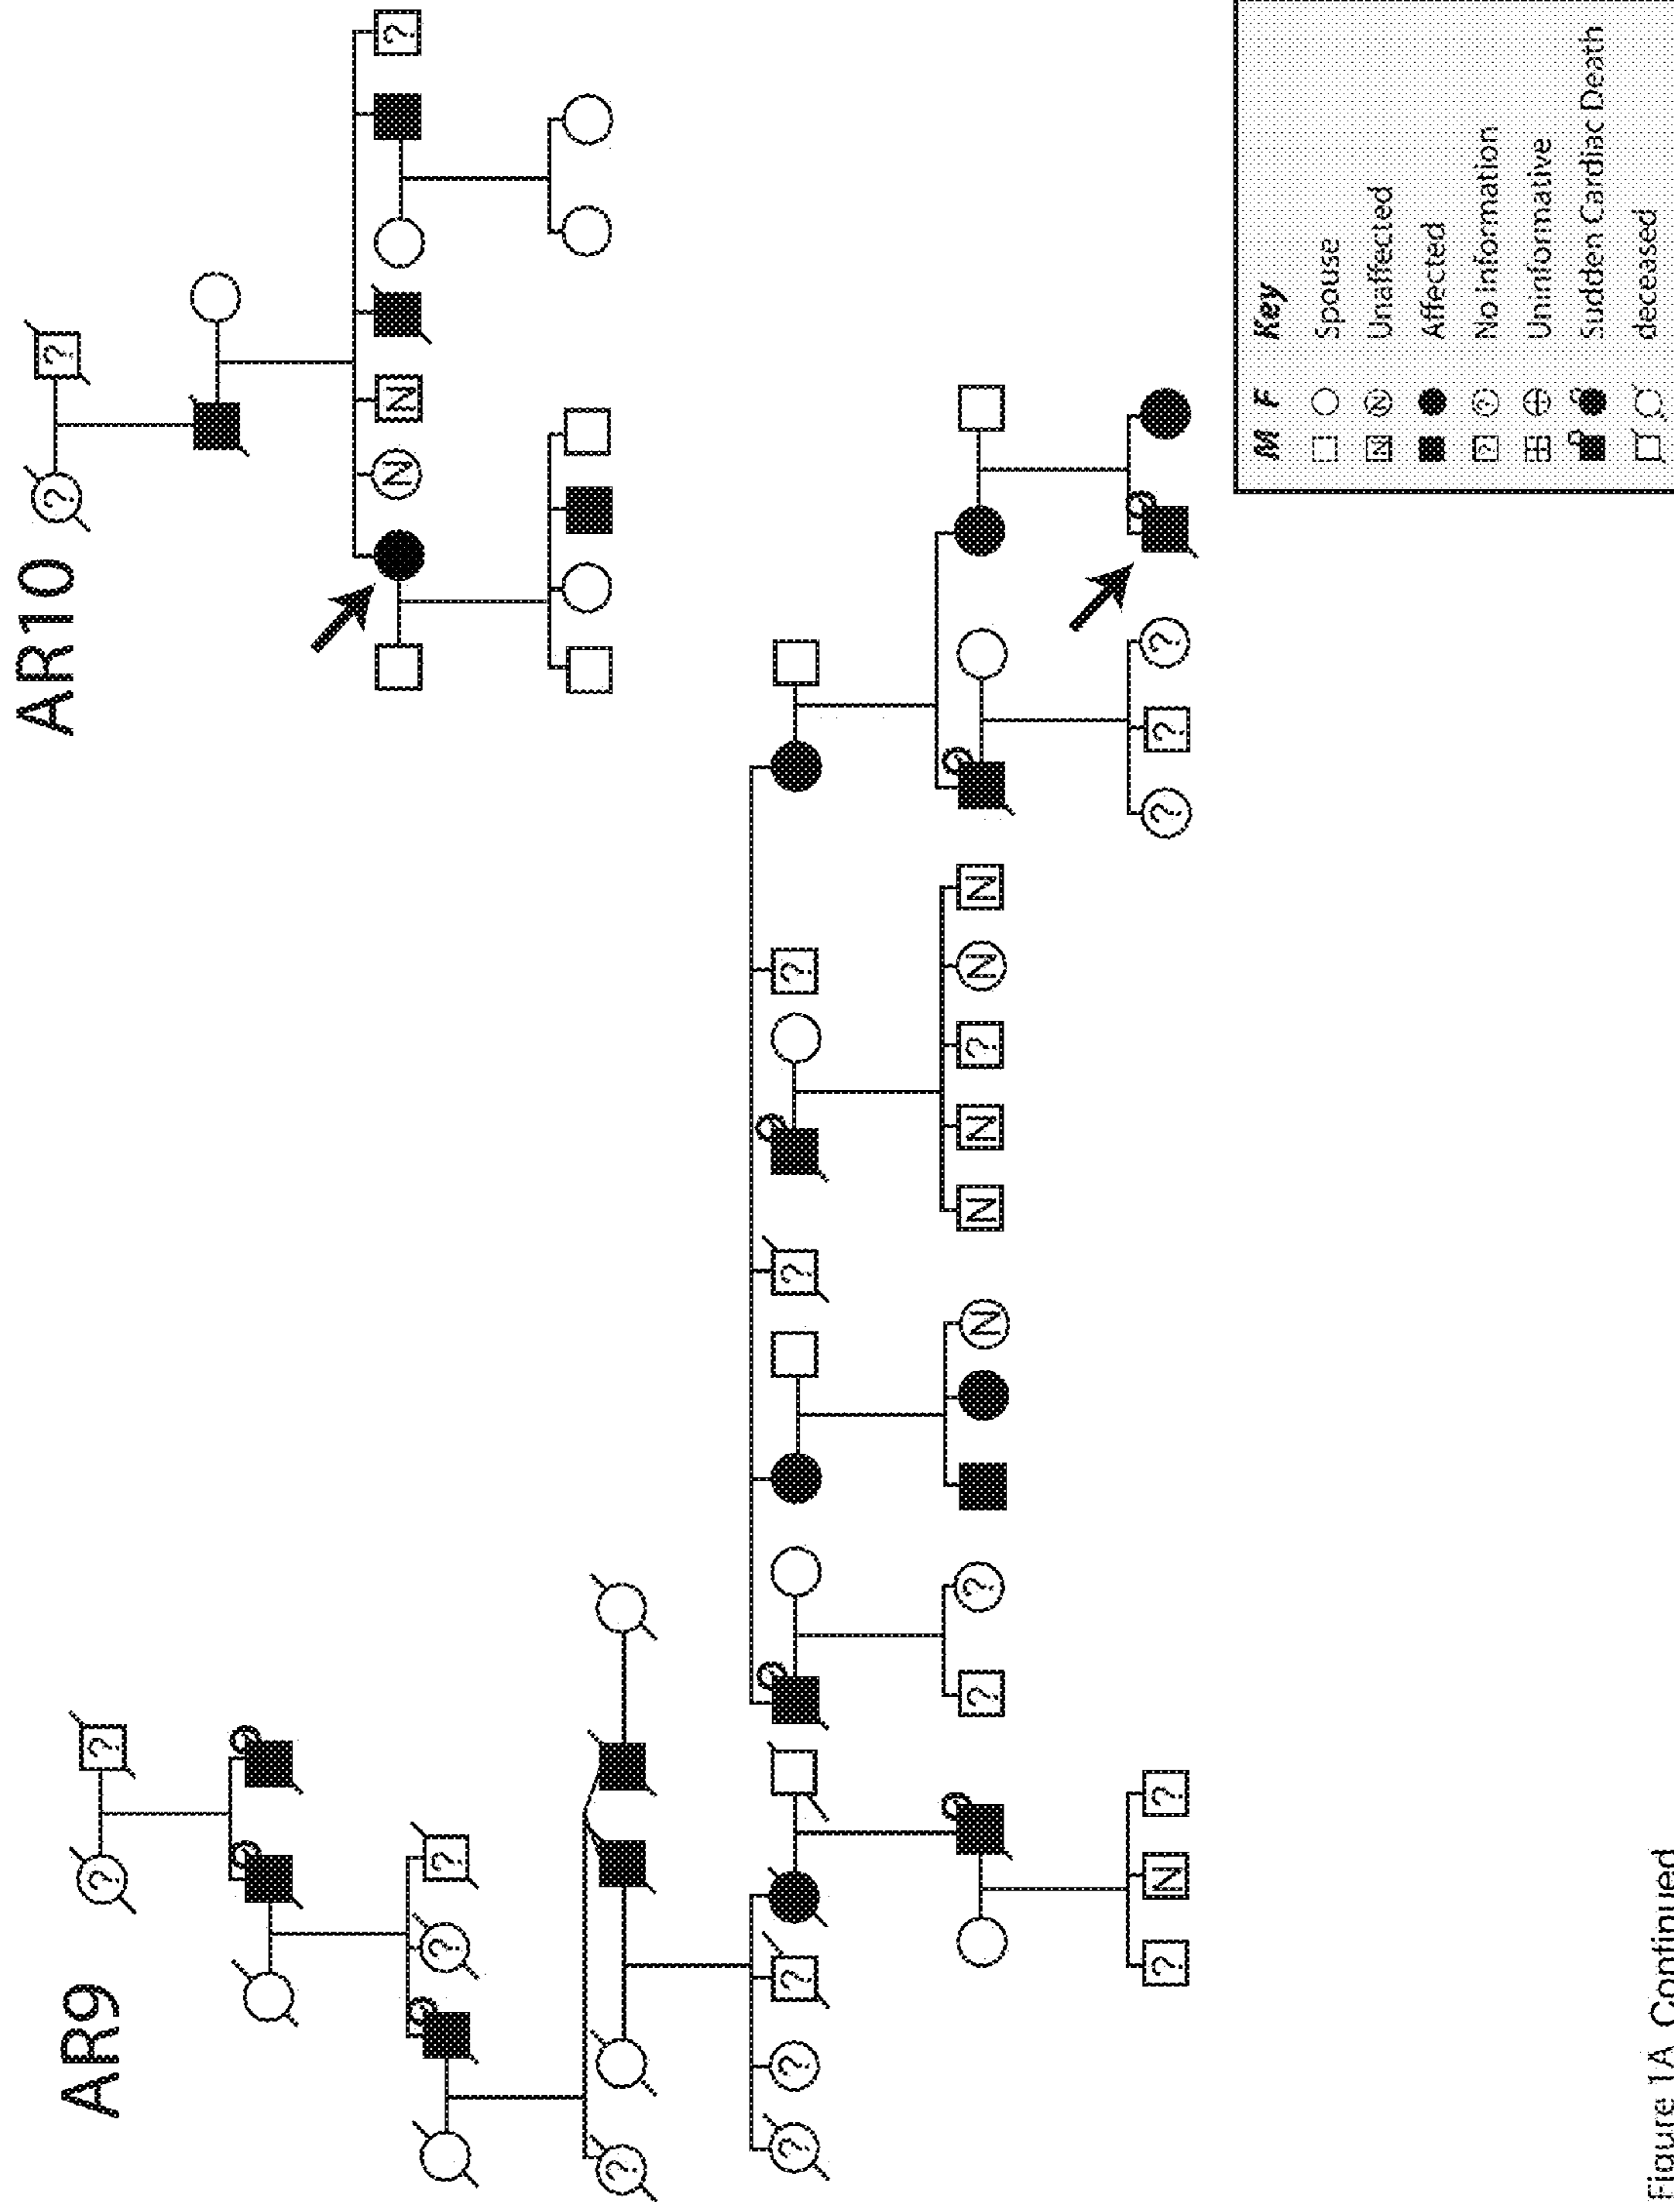 AR9
? ?
? ?
?
? ? ?
? ? ? ?
? ? N N N ? N N
? N ? ? ? ?
AR10
? ?
N N ?
M F Key
Spouse
N N Unaffected
Affected
? ? No Information
Uninformative
Sudden Cardiac Death
deceased
Figure 1A Continued